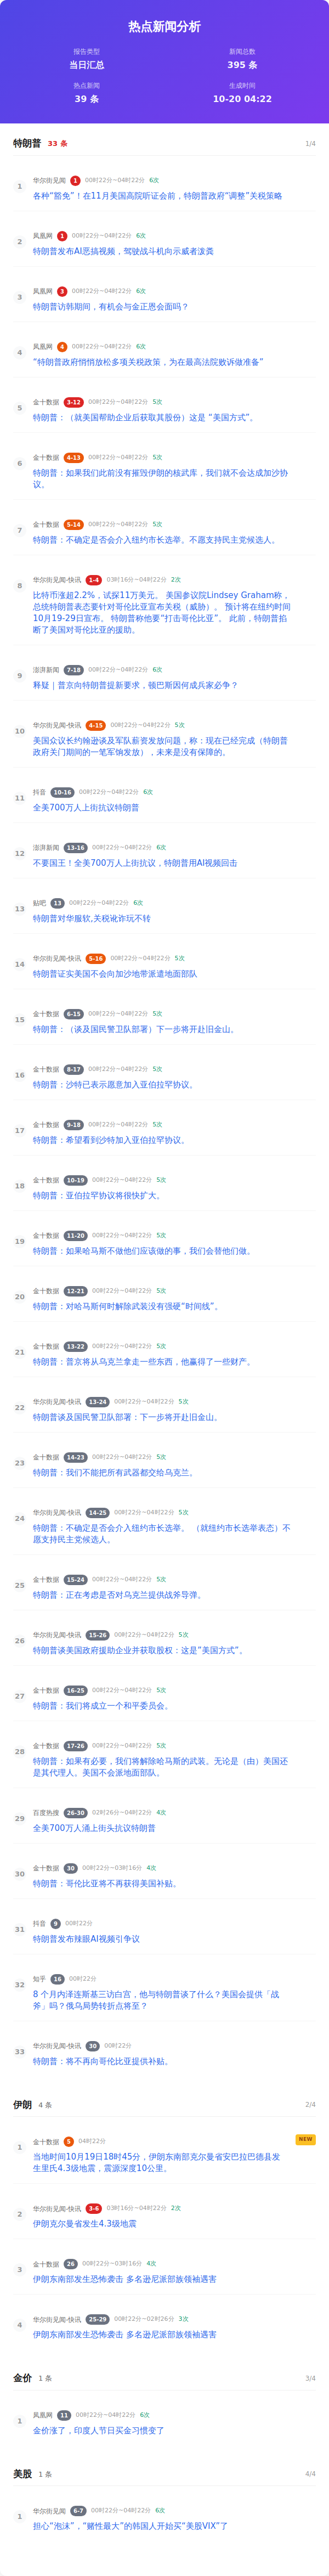 热点新闻分析
报告类型
当日汇总
新闻总数
395 条
热点新闻
39 条
生成时间
10-20 04:22
特朗普 33 条 1/4
1
华尔街见闻 1 00时22分~04时22分 6次
各种“豁免”！在11月美国高院听证会前，特朗普政府“调整”关税策略
2
凤凰网 1 00时22分~04时22分 6次
特朗普发布AI恶搞视频，驾驶战斗机向示威者泼粪
3
凤凰网 3 00时22分~04时22分 6次
特朗普访韩期间，有机会与金正恩会面吗？
4
凤凰网 4 00时22分~04时22分 6次
“特朗普政府悄悄放松多项关税政策，为在最高法院败诉做准备”
5
金十数据 3-12 00时22分~04时22分 5次
特朗普：（就美国帮助企业后获取其股份）这是 “美国方式”。
6
金十数据 4-13 00时22分~04时22分 5次
特朗普：如果我们此前没有摧毁伊朗的核武库，我们就不会达成加沙协
议。
7
金十数据 5-14 00时22分~04时22分 5次
特朗普：不确定是否会介入纽约市长选举。不愿支持民主党候选人。
8
华尔街见闻-快讯 1-4 03时16分~04时22分 2次
比特币涨超2.2%，试探11万美元。 美国参议院Lindsey Graham称，
总统特朗普表态要针对哥伦比亚宣布关税（威胁）。 预计将在纽约时间
10月19-29日宣布。 特朗普称他要“打击哥伦比亚”。 此前，特朗普掐
断了美国对哥伦比亚的援助。
9
澎湃新闻 7-18 00时22分~04时22分 6次
释疑｜普京向特朗普提新要求，顿巴斯因何成兵家必争？
10
华尔街见闻-快讯 4-15 00时22分~04时22分 5次
美国众议长约翰逊谈及军队薪资发放问题，称：现在已经完成（特朗普
政府关门期间的一笔军饷发放），未来是没有保障的。
11
抖音 10-16 00时22分~04时22分 6次
全美700万人上街抗议特朗普
12
澎湃新闻 13-16 00时22分~04时22分 6次
不要国王！全美700万人上街抗议，特朗普用AI视频回击
13
贴吧 13 00时22分~04时22分 6次
特朗普对华服软,关税讹诈玩不转
14
华尔街见闻-快讯 5-16 00时22分~04时22分 5次
特朗普证实美国不会向加沙地带派遣地面部队
15
金十数据 6-15 00时22分~04时22分 5次
特朗普：（谈及国民警卫队部署）下一步将开赴旧金山。
16
金十数据 8-17 00时22分~04时22分 5次
特朗普：沙特已表示愿意加入亚伯拉罕协议。
17
金十数据 9-18 00时22分~04时22分 5次
特朗普：希望看到沙特加入亚伯拉罕协议。
18
金十数据 10-19 00时22分~04时22分 5次
特朗普：亚伯拉罕协议将很快扩大。
19
金十数据 11-20 00时22分~04时22分 5次
特朗普：如果哈马斯不做他们应该做的事，我们会替他们做。
20
金十数据 12-21 00时22分~04时22分 5次
特朗普：对哈马斯何时解除武装没有强硬“时间线”。
21
金十数据 13-22 00时22分~04时22分 5次
特朗普：普京将从乌克兰拿走一些东西，他赢得了一些财产。
22
华尔街见闻-快讯 13-24 00时22分~04时22分 5次
特朗普谈及国民警卫队部署：下一步将开赴旧金山。
23
金十数据 14-23 00时22分~04时22分 5次
特朗普：我们不能把所有武器都交给乌克兰。
24
华尔街见闻-快讯 14-25 00时22分~04时22分 5次
特朗普：不确定是否会介入纽约市长选举。 （就纽约市长选举表态）不
愿支持民主党候选人。
25
金十数据 15-24 00时22分~04时22分 5次
特朗普：正在考虑是否对乌克兰提供战斧导弹。
26
华尔街见闻-快讯 15-26 00时22分~04时22分 5次
特朗普谈美国政府援助企业并获取股权：这是“美国方式”。
27
金十数据 16-25 00时22分~04时22分 5次
特朗普：我们将成立一个和平委员会。
28
金十数据 17-26 00时22分~04时22分 5次
特朗普：如果有必要，我们将解除哈马斯的武装。无论是（由）美国还
是其代理人。美国不会派地面部队。
29
百度热搜 26-30 02时26分~04时22分 4次
全美700万人涌上街头抗议特朗普
30
金十数据 30 00时22分~03时16分 4次
特朗普：哥伦比亚将不再获得美国补贴。
31
抖音 9 00时22分
特朗普发布辣眼AI视频引争议
32
知乎 16 00时22分
8 个月内泽连斯基三访白宫，他与特朗普谈了什么？美国会提供「战
斧」吗？俄乌局势转折点将至？
33
华尔街见闻-快讯 30 00时22分
特朗普：将不再向哥伦比亚提供补贴。
伊朗 4 条 2/4
1
金十数据 5 04时22分 NEW
当地时间10月19日18时45分，伊朗东南部克尔曼省安巴拉巴德县发
生里氏4.3级地震，震源深度10公里。
2
华尔街见闻-快讯 3-6 03时16分~04时22分 2次
伊朗克尔曼省发生4.3级地震
3
金十数据 26 00时22分~03时16分 4次
伊朗东南部发生恐怖袭击 多名逊尼派部族领袖遇害
4
华尔街见闻-快讯 25-29 00时22分~02时26分 3次
伊朗东南部发生恐怖袭击 多名逊尼派部族领袖遇害
金价 1 条 3/4
1
凤凰网 11 00时22分~04时22分 6次
金价涨了，印度人节日买金习惯变了
美股 1 条 4/4
1
华尔街见闻 6-7 00时22分~04时22分 6次
担心“泡沫”，“赌性最大”的韩国人开始买“美股VIX”了